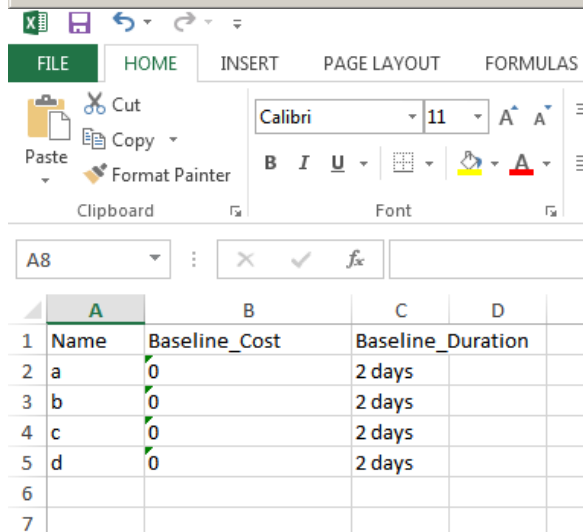 FILE HOME INSERT PAGE LAYOUT FORMULAS
Cut
Copy
Paste
Format Painter
Calibri 11 A A
B I U A
Clipboard Font
A8 fx
A B C D
1 Name Baseline_Cost Baseline_Duration
2 a 0 2 days
3 b 0 2 days
4 c 0 2 days
5 d 0 2 days
6
7